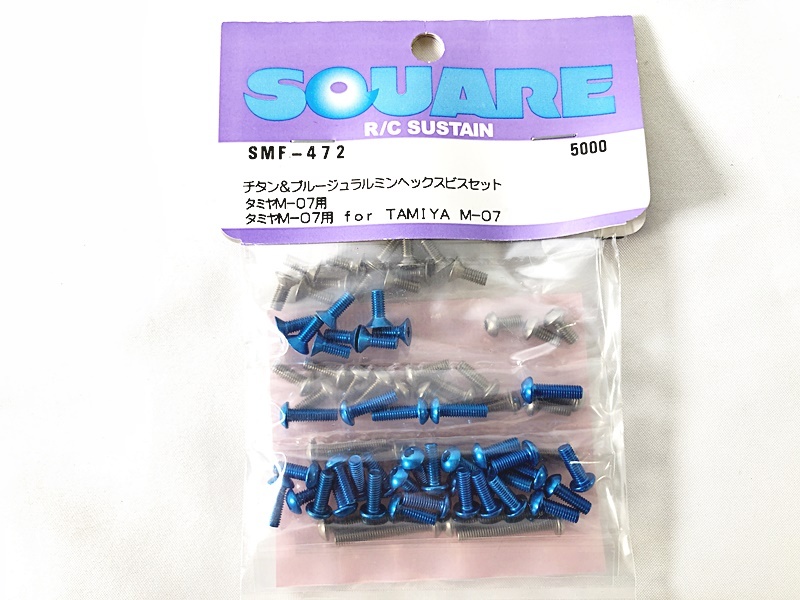 SQUARE
R/C SUSTAIN
SMF-472 5000
チタン&ブルージュラルミンヘックスビスセット
タミヤM-07用
タミヤM-07用 for TAMIYA M-07